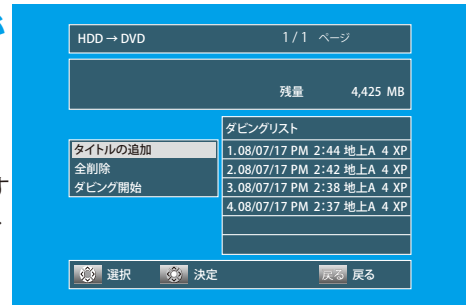 HDD → DVD 1 / 1 ページ
残量 4,425 MB
ダビングリスト
タイトルの追加
全削除
ダビング開始
1.08/07/17 PM 2:44 地上A 4 XP
2.08/07/17 PM 2:42 地上A 4 XP
3.08/07/17 PM 2:38 地上A 4 XP
4.08/07/17 PM 2:37 地上A 4 XP
選択 決定 戻る 戻る
す